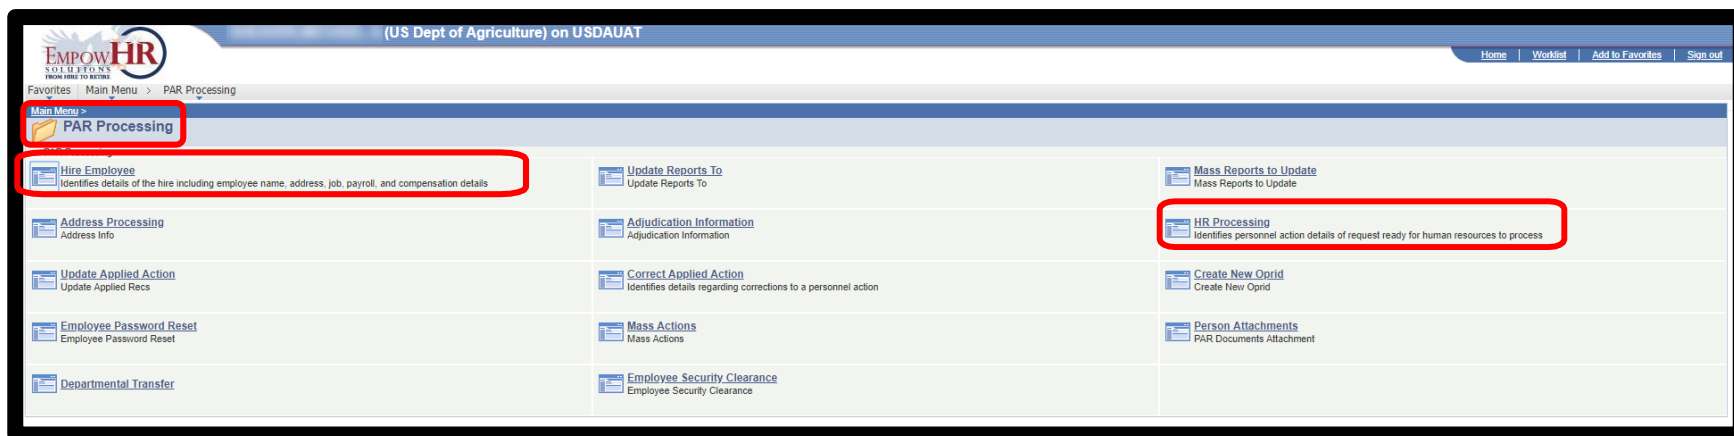 (US Dept of Agriculture) on USDAUAT
EMPOWHR
SOLUTIONS
FROM HIRE TO RETIRE
Home | Worklist | Add to Favorites | Sign out
Favorites Main Menu > PAR Processing
Main Menu >
PAR Processing
Hire Employee
Identifies details of the hire including employee name, address, job, payroll, and compensation details
Update Reports To
Update Reports To
Mass Reports to Update
Mass Reports to Update
Address Processing
Address Info
Adjudication Information
Adjudication Information
HR Processing
Identifies personnel action details of request ready for human resources to process
Update Applied Action
Update Applied Recs
Correct Applied Action
Identifies details regarding corrections to a personnel action
Create New Oprid
Create New Oprid
Employee Password Reset
Employee Password Reset
Mass Actions
Mass Actions
Person Attachments
PAR Documents Attachment
Departmental Transfer
Employee Security Clearance
Employee Security Clearance